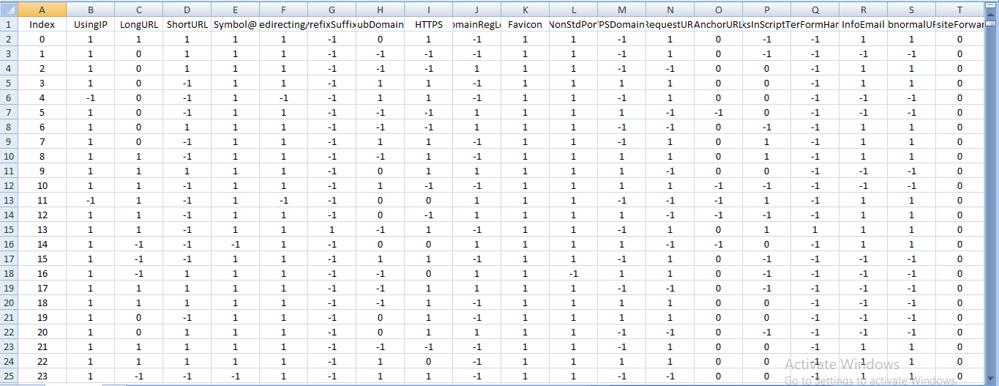 A B C D E F G H I J K L M N O P Q R S T
1 Index UsingIP LongURL ShortURL Symbol@ edirecting/ PrefixSuffix ubDomain HTTPS omainRegLe Favicon NonStdPor PSDomain RequestUR AnchorURL ksInScriptT erFormHan InfoEmail bnormalUR siteForwar
2 0 1 1 1 1 1 -1 0 1 -1 1 1 -1 1 0 -1 -1 1 1 0
3 1 1 0 1 1 1 -1 -1 -1 -1 1 1 -1 1 0 -1 -1 -1 -1 0
4 2 1 0 1 1 1 -1 -1 -1 1 1 1 -1 -1 0 0 -1 1 1 0
5 3 1 0 -1 1 1 -1 1 1 -1 1 1 1 1 0 0 -1 1 1 0
6 4 -1 0 -1 1 -1 -1 1 1 -1 1 1 -1 1 0 0 -1 -1 -1 0
7 5 1 0 -1 1 1 -1 -1 -1 1 1 1 1 -1 -1 0 -1 -1 -1 0
8 6 1 0 1 1 1 -1 -1 -1 1 1 1 -1 -1 0 -1 -1 1 1 0
9 7 1 0 -1 1 1 -1 1 1 -1 1 1 -1 1 0 1 -1 1 1 0
10 8 1 1 -1 1 1 -1 -1 1 -1 1 1 1 1 0 1 -1 1 1 0
11 9 1 1 1 1 1 -1 0 1 1 1 1 1 -1 0 0 -1 -1 -1 0
12 10 1 1 -1 1 1 -1 1 -1 -1 1 1 1 1 -1 -1 -1 -1 -1 0
13 11 -1 1 -1 1 -1 -1 0 0 1 1 1 -1 -1 -1 1 -1 1 1 0
14 12 1 1 -1 1 1 -1 0 -1 1 1 1 1 -1 -1 -1 -1 1 1 0
15 13 1 1 -1 1 1 1 -1 1 -1 1 1 -1 1 0 1 1 1 1 0
16 14 1 -1 -1 -1 1 -1 0 0 1 1 1 1 -1 -1 0 -1 1 1 0
17 15 1 -1 -1 1 1 -1 1 1 -1 1 1 -1 1 0 -1 -1 -1 -1 0
18 16 1 -1 1 1 1 -1 -1 0 1 1 -1 1 1 0 -1 -1 -1 -1 0
19 17 1 1 1 1 1 -1 -1 1 1 1 1 -1 -1 0 -1 -1 -1 -1 0
20 18 1 1 1 1 1 -1 -1 1 -1 1 1 1 1 0 0 -1 -1 -1 0
21 19 1 0 -1 1 1 -1 0 1 -1 1 1 1 1 0 0 -1 -1 -1 0
22 20 1 0 1 1 1 -1 0 1 1 1 1 -1 -1 0 -1 -1 -1 -1 0
23 21 1 1 1 1 1 -1 -1 -1 -1 1 1 -1 1 0 0 -1 1 1 0
24 22 1 1 1 1 1 -1 1 0 -1 1 1 1 1 0 0 -1 1 1 0
25 23 1 -1 -1 -1 1 -1 1 1 -1 1 1 -1 1 0 0 -1 1 1 0
Activate Windows
Go to Settings to activate Windows.